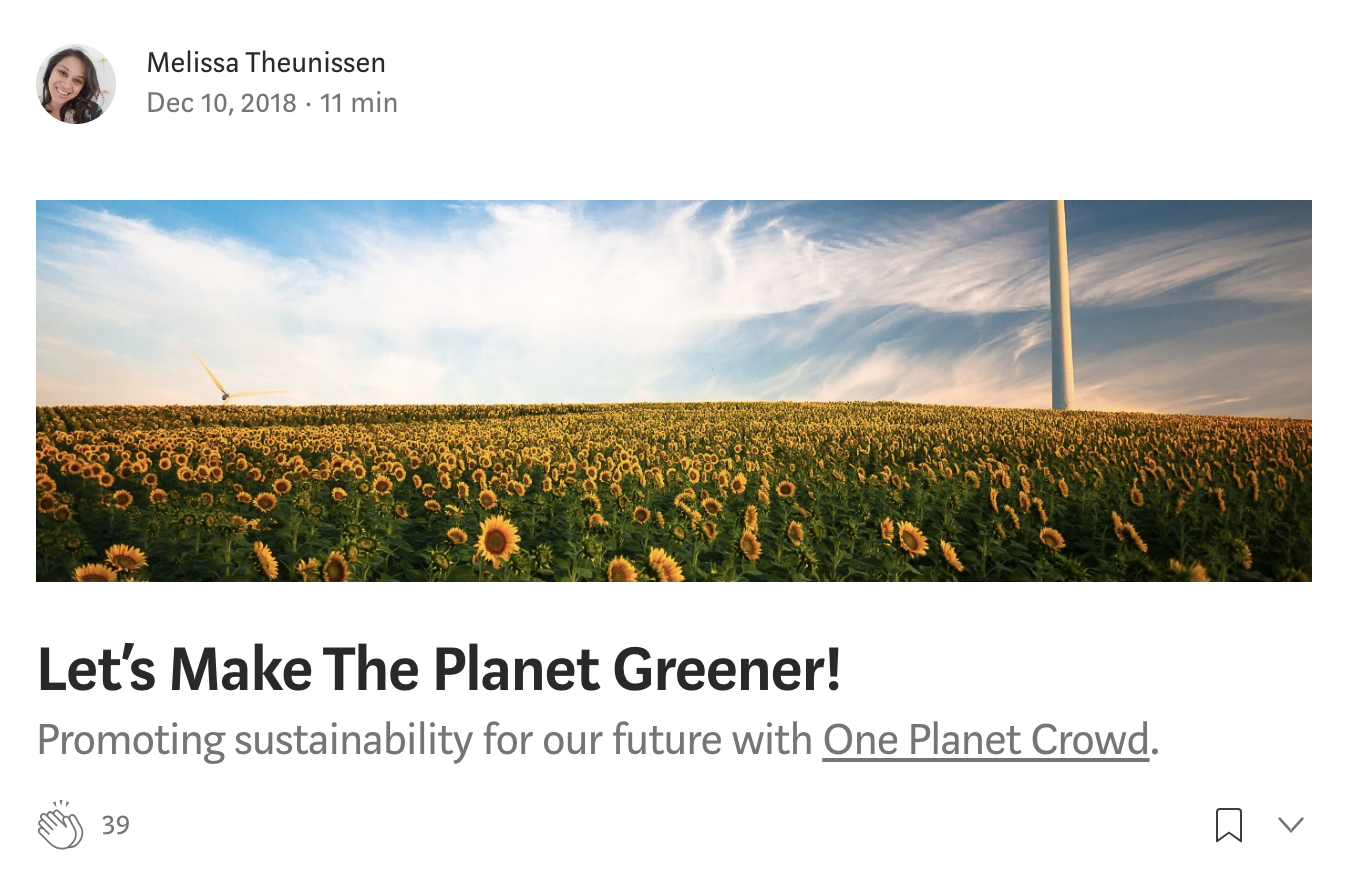 Melissa Theunissen
Dec 10, 2018 · 11 min
Let’s Make The Planet Greener!
Promoting sustainability for our future with One Planet Crowd.
39